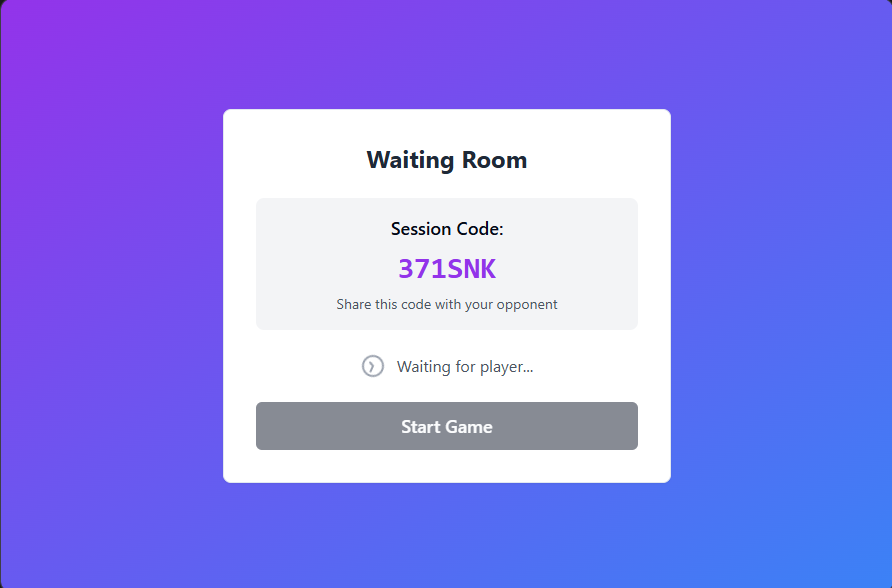 Waiting Room
Session Code:
371SNK
Share this code with your opponent
Waiting for player...
Start Game